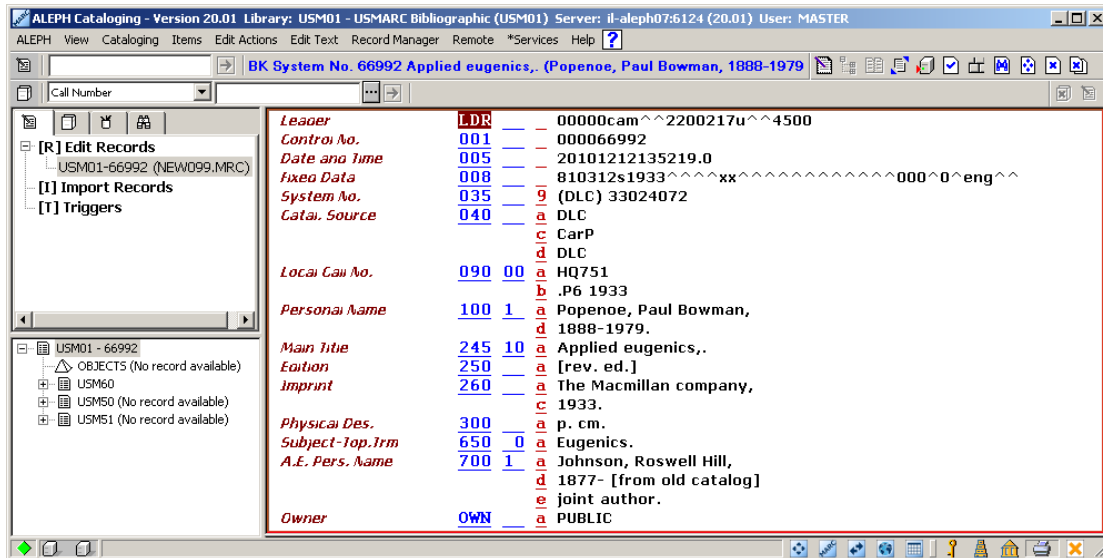 ALEPH Cataloging - Version 20.01 Library: USM01 - USMARC Bibliographic (USM01) Server: il-aleph07:6124 (20.01) User: MASTER
ALEPH View Cataloging Items Edit Actions Edit Text Record Manager Remote *Services Help ?
BK System No. 66992 Applied eugenics,. (Popenoe, Paul Bowman, 1888-1979
Call Number
[R] Edit Records
USM01-66992 (NEW099.MRC)
[I] Import Records
[T] Triggers
USM01 - 66992
OBJECTS (No record available)
USM60
USM50 (No record available)
USM51 (No record available)
Leader LDR 00000cam^^2200217u^^4500
Control No. 001 000066992
Date and Time 005 20101212135219.0
Fixed Data 008 810312s1933^^^^xx^^^^^^^^^^^^^000^0^eng^^
System No. 035 9 (DLC) 33024072
Catal. Source 040 a DLC
c CarP
d DLC
Local Call No. 090 00 a HQ751
b .P6 1933
Personal Name 100 1 a Popenoe, Paul Bowman,
d 1888-1979.
Main Title 245 10 a Applied eugenics,.
Edition 250 a [rev. ed.]
Imprint 260 a The Macmillan company,
c 1933.
Physical Des. 300 a p. cm.
Subject-Top.Trm 650 0 a Eugenics.
A.E. Pers. Name 700 1 a Johnson, Roswell Hill,
d 1877- [from old catalog]
e joint author.
Owner OWN a PUBLIC